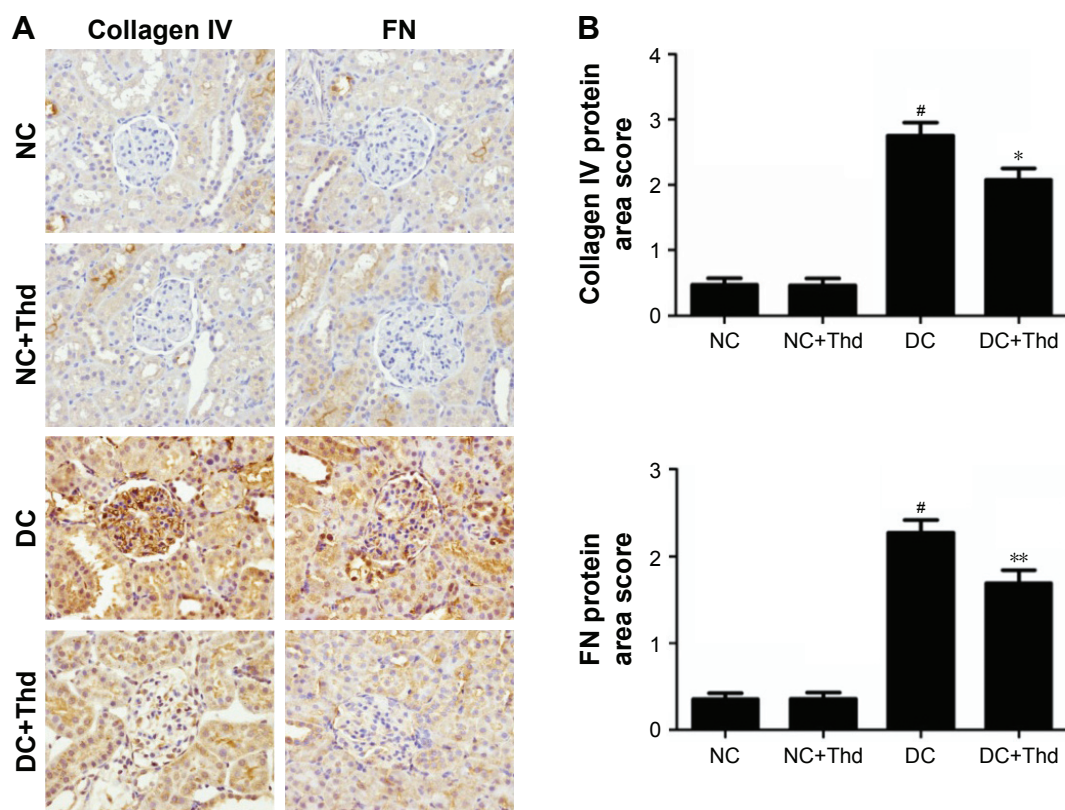 A
Collagen IV
FN
NC
NC+Thd
DC
DC+Thd
B
Collagen IV protein
area score
4
3
2
1
0
#
*
NC
NC+Thd
DC
DC+Thd
FN protein
area score
3
2
1
0
#
**
NC
NC+Thd
DC
DC+Thd